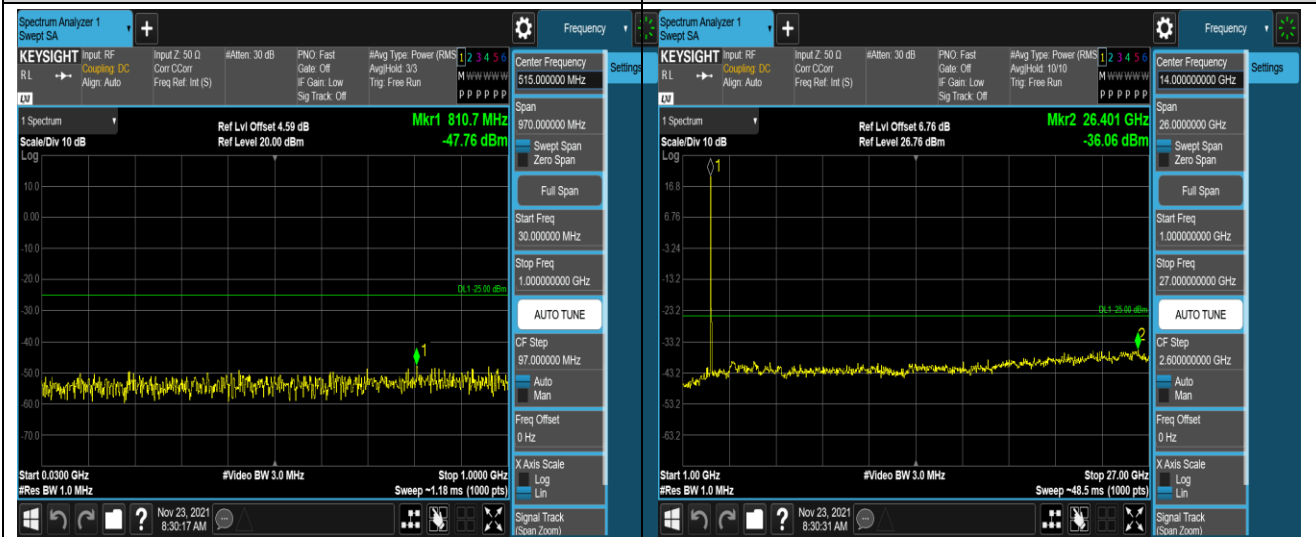 Spectrum Analyzer 1
Swept SA
+
Frequency
KEYSIGHT
RL
LXI
Input: RF
Coupling: DC
Align: Auto
Input Z: 50 Ω
Corr CCorr
Freq Ref: Int (S)
#Atten: 30 dB
PNO: Fast
Gate: Off
IF Gain: Low
Sig Track: Off
#Avg Type: Power (RMS
Avg|Hold: 3/3
Trig: Free Run
1 2 3 4 5 6
M W W W W W
P P P P P P
Center Frequency
515.000000 MHz
Settings
Span
970.000000 MHz
Swept Span
Zero Span
Full Span
Start Freq
30.000000 MHz
Stop Freq
1.000000000 GHz
AUTO TUNE
CF Step
97.000000 MHz
Auto
Man
Freq Offset
0 Hz
X Axis Scale
Log
Lin
Signal Track
(Span Zoom)
1 Spectrum
Scale/Div 10 dB
Log
Ref Lvl Offset 4.59 dB
Ref Level 20.00 dBm
Mkr1 810.7 MHz
-47.76 dBm
10.0
0.00
-10.0
-20.0
DL1 -25.00 dBm
-30.0
-40.0
1
-50.0
-60.0
-70.0
Start 0.0300 GHz
#Res BW 1.0 MHz
#Video BW 3.0 MHz
Stop 1.0000 GHz
Sweep ~1.18 ms (1000 pts)
?
Nov 23, 2021
8:30:17 AM
Spectrum Analyzer 1
Swept SA
+
Frequency
KEYSIGHT
RL
LXI
Input: RF
Coupling: DC
Align: Auto
Input Z: 50 Ω
Corr CCorr
Freq Ref: Int (S)
#Atten: 30 dB
PNO: Fast
Gate: Off
IF Gain: Low
Sig Track: Off
#Avg Type: Power (RMS
Avg|Hold: 10/10
Trig: Free Run
1 2 3 4 5 6
M W W W W W
P P P P P P
Center Frequency
14.000000000 GHz
Settings
Span
26.0000000 GHz
Swept Span
Zero Span
Full Span
Start Freq
1.000000000 GHz
Stop Freq
27.000000000 GHz
AUTO TUNE
CF Step
2.600000000 GHz
Auto
Man
Freq Offset
0 Hz
X Axis Scale
Log
Lin
Signal Track
(Span Zoom)
1 Spectrum
Scale/Div 10 dB
Log
Ref Lvl Offset 6.76 dB
Ref Level 26.76 dBm
Mkr2 26.401 GHz
-36.06 dBm
1
16.8
6.76
-3.24
-13.2
-23.2
DL1 -25.00 dBm
-33.2
2
-43.2
-53.2
-63.2
Start 1.00 GHz
#Res BW 1.0 MHz
#Video BW 3.0 MHz
Stop 27.00 GHz
Sweep ~48.5 ms (1000 pts)
?
Nov 23, 2021
8:30:31 AM